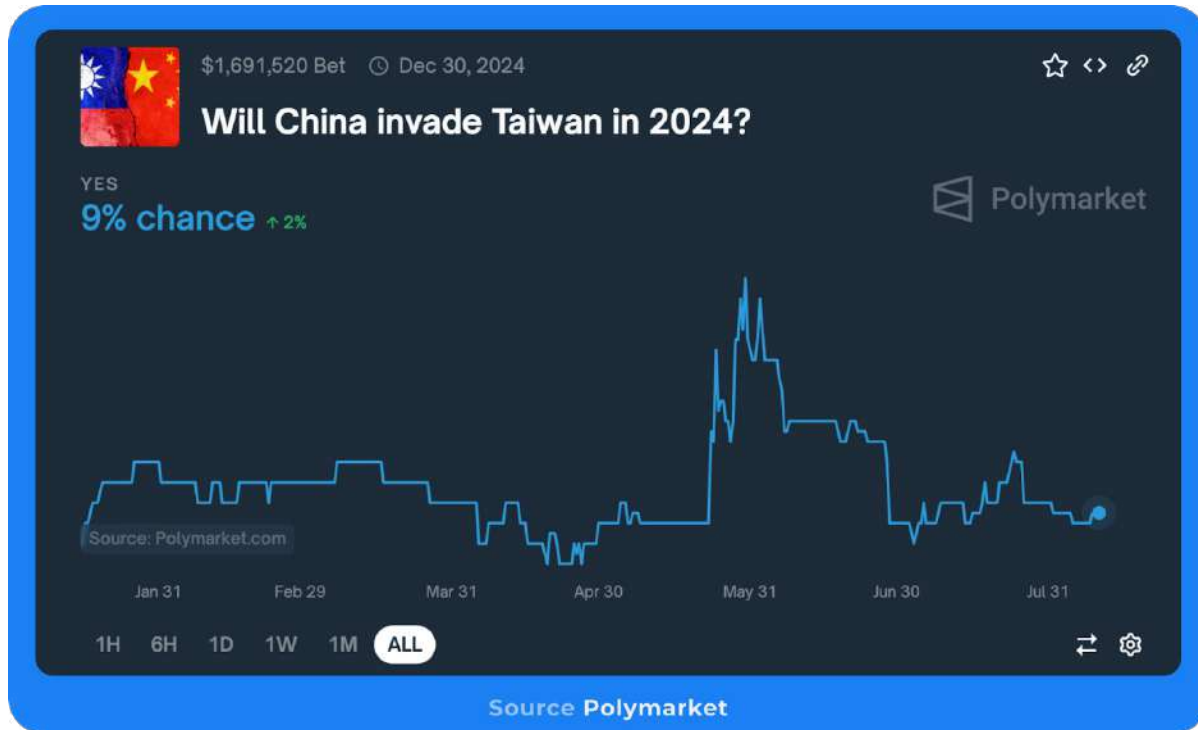 $1,691,520 Bet Dec 30, 2024
Will China invade Taiwan in 2024?
YES
9% chance ↑ 2%
Polymarket
Source: Polymarket.com
Jan 31 Feb 29 Mar 31 Apr 30 May 31 Jun 30 Jul 31
1H 6H 1D 1W 1M ALL
Source Polymarket